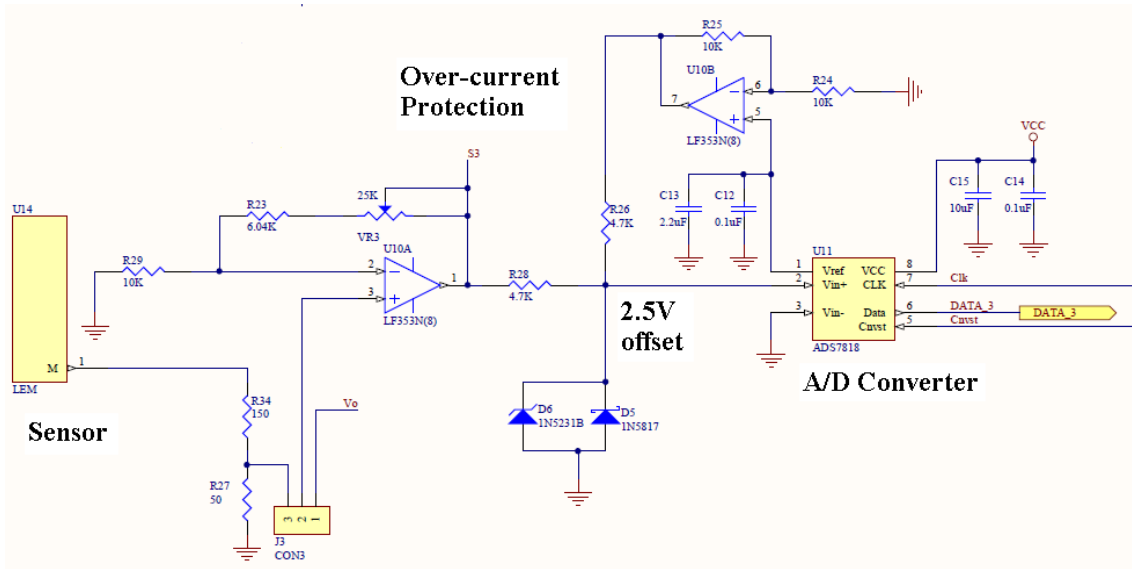 R25
10K
U10B
7
6
5
LF353N(8)
R24
10K
Over-current
Protection
S3
VCC
C13
2.2uF
C12
0.1uF
C15
10uF
C14
0.1uF
U14
R23
6.04K
25K
VR3
R26
4.7K
U10A
R29
10K
2
3
1
LF353N(8)
R28
4.7K
U11
1
Vref
VCC
8
2
Vin+
CLK
7
Clk
3
Vin-
Data
6
DATA_3
DATA_3
Cnvst
5
Cnvst
ADS7818
2.5V
offset
A/D Converter
M
1
LEM
Sensor
R34
150
Vo
D6
1N5231B
D5
1N5817
R27
50
3
2
1
J3
CON3